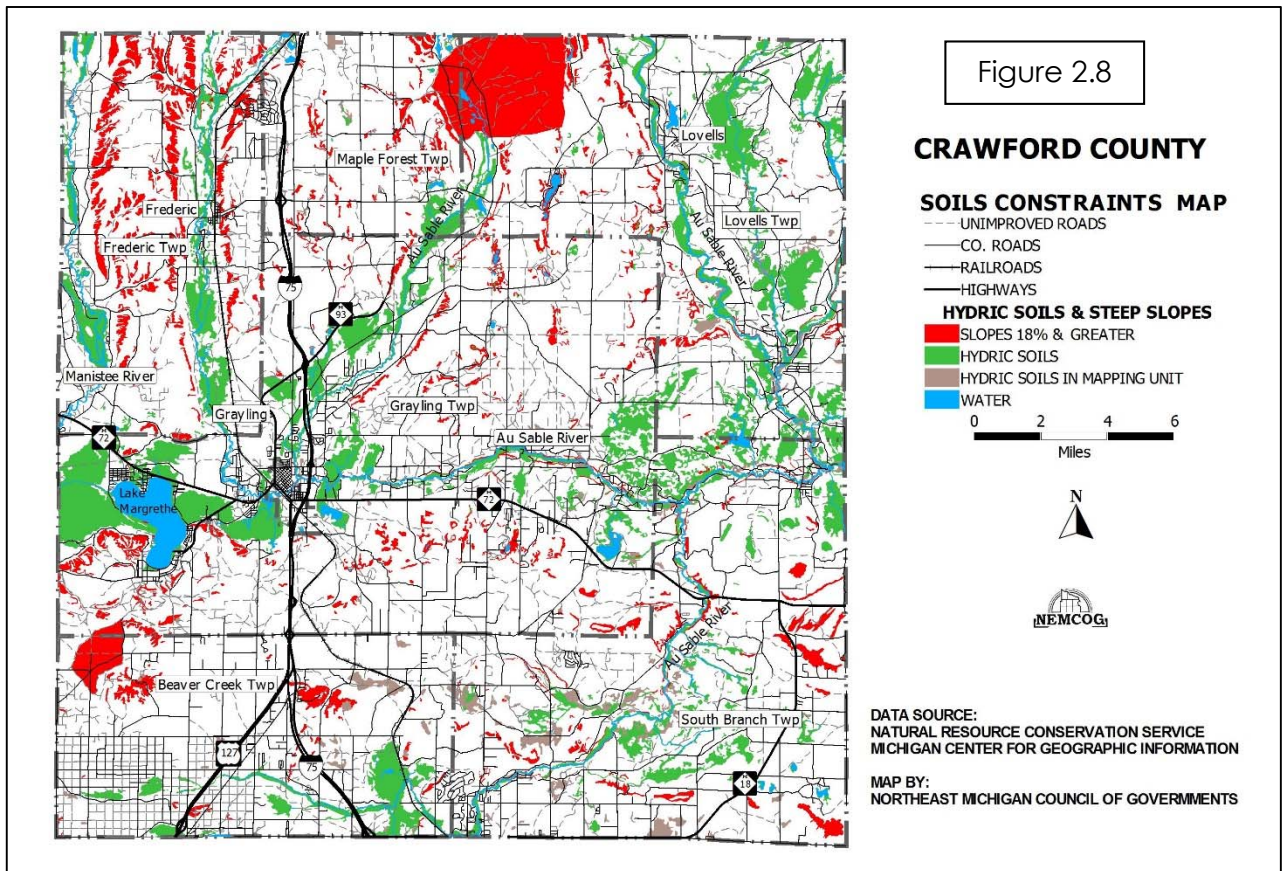 Figure 2.8
CRAWFORD COUNTY
SOILS CONSTRAINTS MAP
UNIMPROVED ROADS
CO. ROADS
RAILROADS
HIGHWAYS
HYDRIC SOILS & STEEP SLOPES
SLOPES 18% & GREATER
HYDRIC SOILS
HYDRIC SOILS IN MAPPING UNIT
WATER
0 2 4 6
Miles
N
NEMCOG
DATA SOURCE:
NATURAL RESOURCE CONSERVATION SERVICE
MICHIGAN CENTER FOR GEOGRAPHIC INFORMATION
MAP BY:
NORTHEAST MICHIGAN COUNCIL OF GOVERNMENTS
Lovells
Maple Forest Twp
Frederic
Au Sable River
Lovells Twp
Frederic Twp
Au Sable River
93
Manistee River
Grayling
Grayling Twp
72
Au Sable River
Lake
Margrethe
72
Au Sable River
Beaver Creek Twp
South Branch Twp
127
75
18